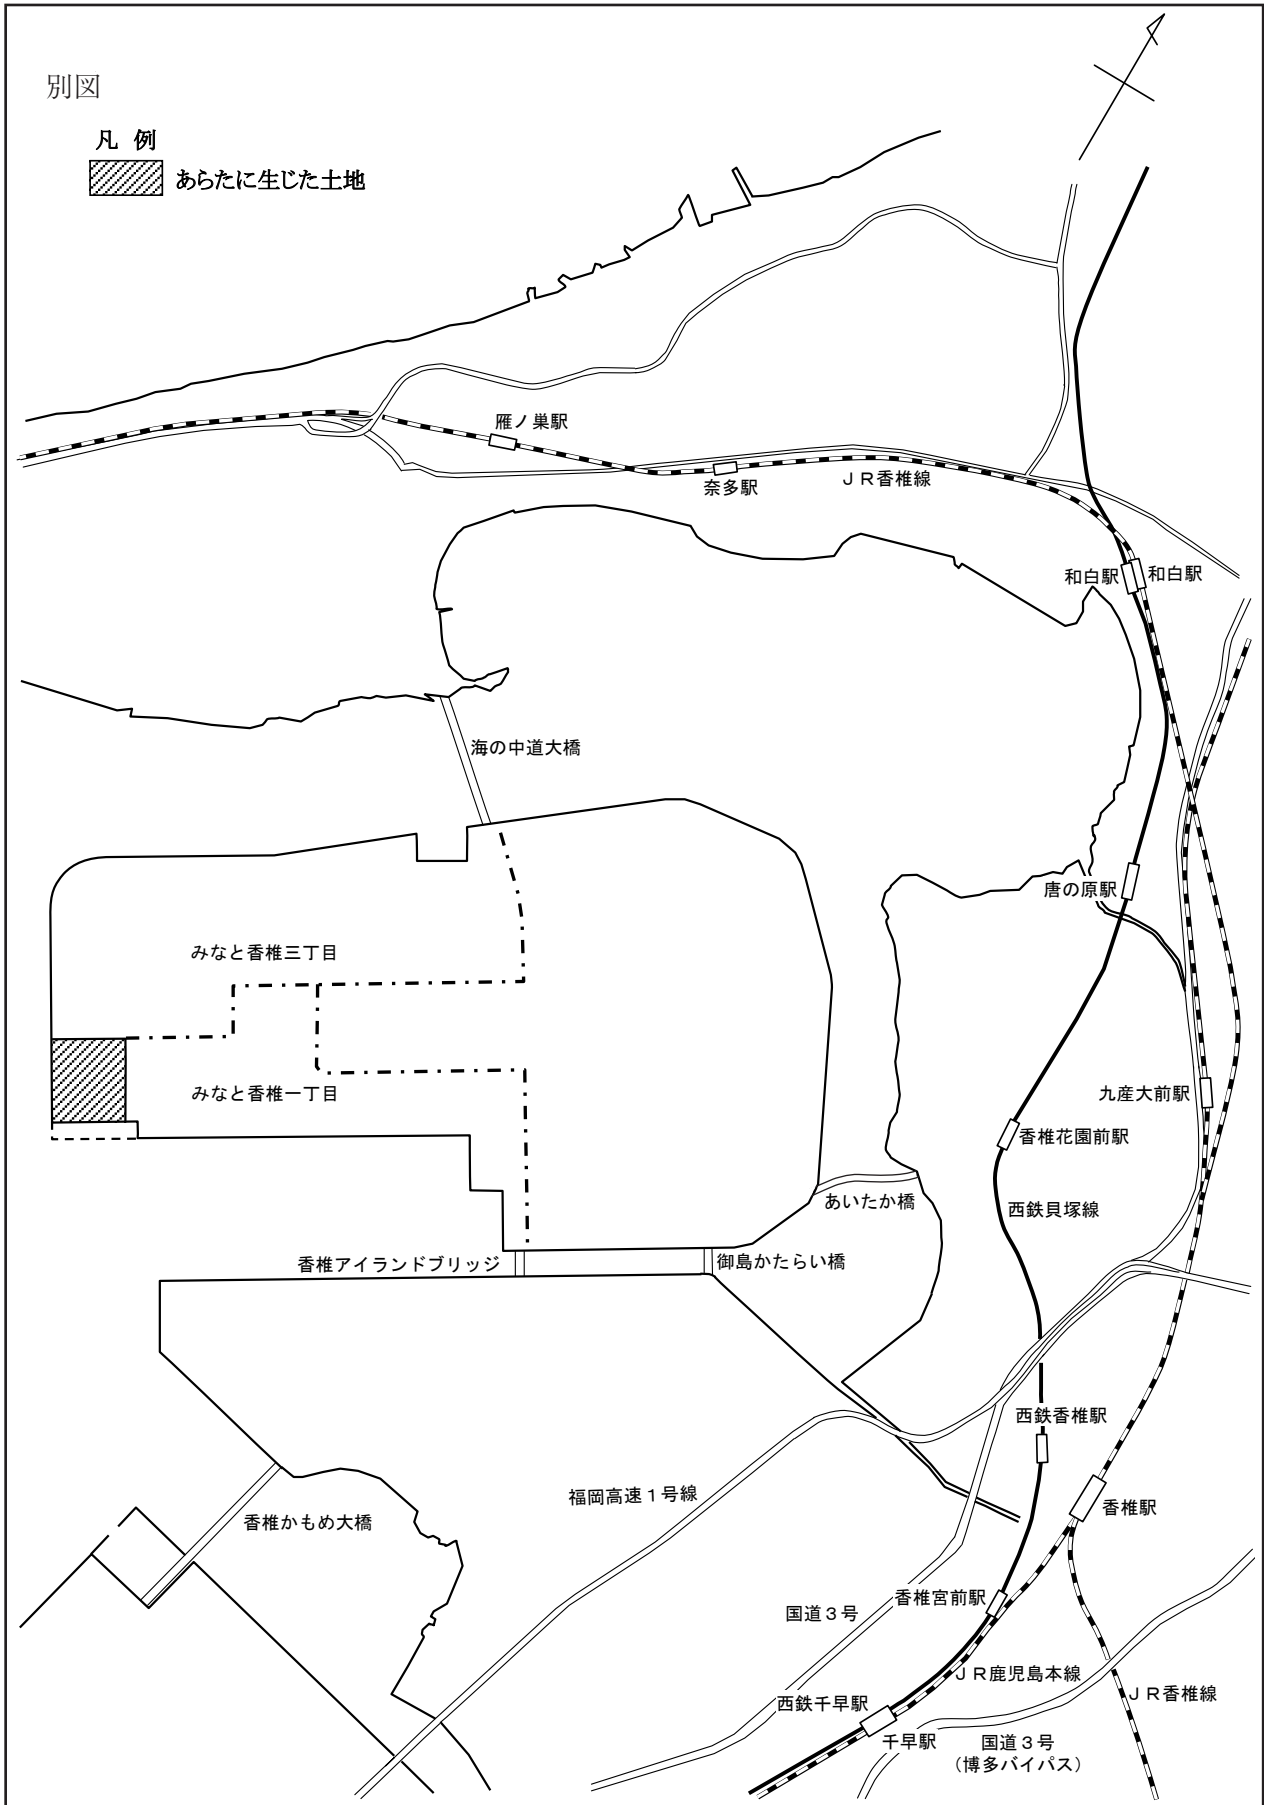 別図
凡 例
あらたに生じた土地
雁ノ巣駅
奈多駅
ＪＲ香椎線
和白駅
和白駅
海の中道大橋
唐の原駅
みなと香椎三丁目
みなと香椎一丁目
九産大前駅
香椎花園前駅
あいたか橋
西鉄貝塚線
香椎アイランドブリッジ
御島かたらい橋
西鉄香椎駅
福岡高速１号線
香椎駅
香椎かもめ大橋
香椎宮前駅
国道３号
ＪＲ鹿児島本線
ＪＲ香椎線
西鉄千早駅
千早駅
国道３号
（博多バイパス）